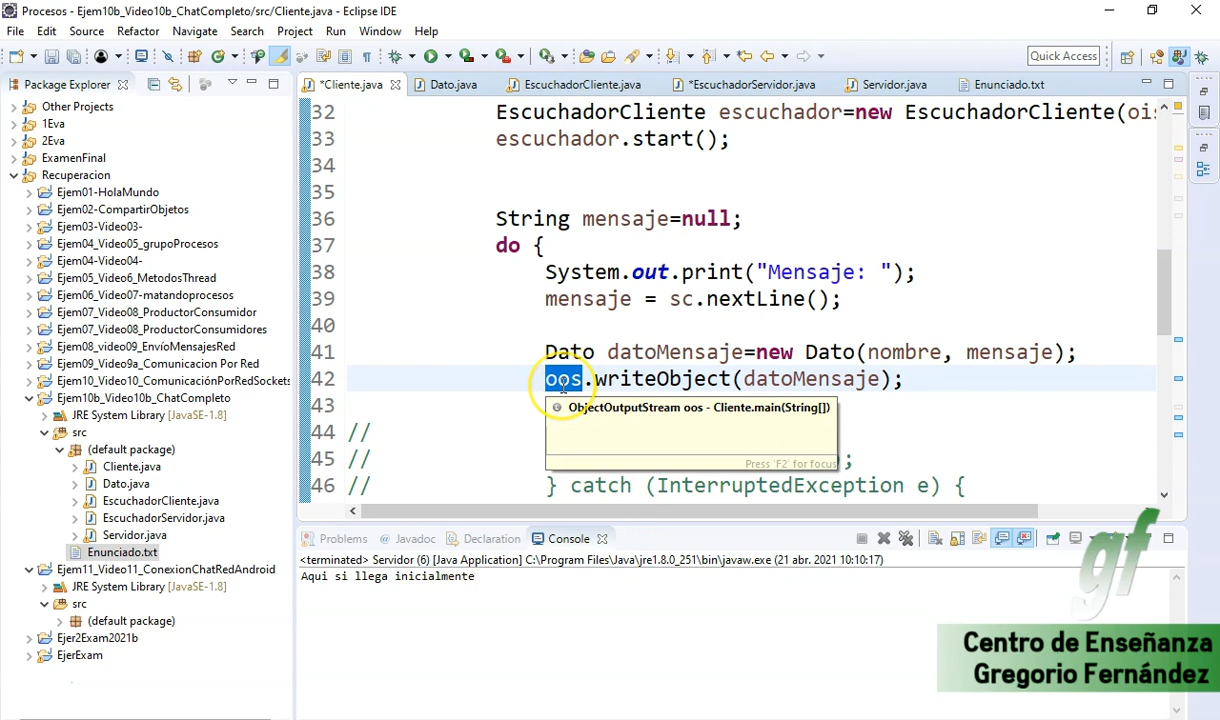 Procesos - Ejem10b_Video10b_ChatCompleto/src/Cliente.java - Eclipse IDE
File Edit Source Refactor Navigate Search Project Run Window Help
Quick Access
Package Explorer
*Cliente.java Dato.java EscuchadorCliente.java *EscuchadorServidor.java Servidor.java Enunciado.txt
Other Projects
1Eva
2Eva
ExamenFinal
Recuperacion
Ejem01-HolaMundo
Ejem02-CompartirObjetos
Ejem03-Video03-
Ejem04_Video05_grupoProcesos
Ejem04-Video04-
Ejem05_Video6_MetodosThread
Ejem06_Video07-matandoprocesos
Ejem07_Video08_ProductorConsumidor
Ejem07_Video08_ProductorConsumidores
Ejem08_video09_EnvíoMensajesRed
Ejem09_Video9a_Comunicacion Por Red
Ejem10_Video10_ComunicaciónPorRedSockets
Ejem10b_Video10b_ChatCompleto
JRE System Library [JavaSE-1.8]
src
(default package)
Cliente.java
Dato.java
EscuchadorCliente.java
EscuchadorServidor.java
Servidor.java
Enunciado.txt
Ejem11_Video11_ConexionChatRedAndroid
JRE System Library [JavaSE-1.8]
src
(default package)
Ejer2Exam2021b
EjerExam
32 EscuchadorCliente escuchador=new EscuchadorCliente(ois
33 escuchador.start();
34
35
36 String mensaje=null;
37 do {
38 System.out.print("Mensaje: ");
39 mensaje = sc.nextLine();
40
41 Dato datoMensaje=new Dato(nombre, mensaje);
42 oos.writeObject(datoMensaje);
43
ObjectOutputStream oos - Cliente.main(String[])
44 //
45 // ;
Press 'F2' for focus
46 // } catch (InterruptedException e) {
Problems Javadoc Declaration Console
<terminated> Servidor (6) [Java Application] C:\Program Files\Java\jre1.8.0_251\bin\javaw.exe (21 abr. 2021 10:10:17)
Aqui si llega inicialmente
gf
Centro de Enseñanza
Gregorio Fernández